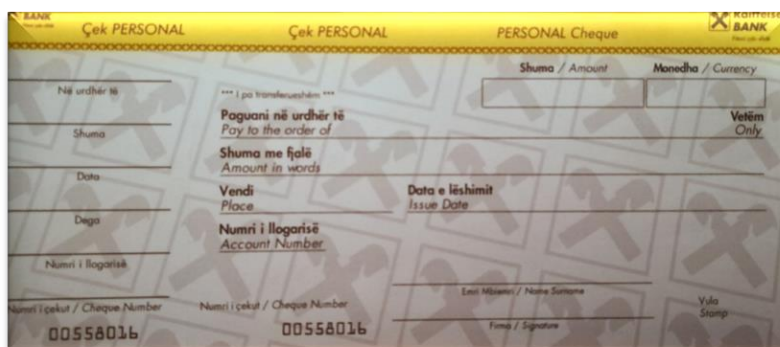 BANK
Çek PERSONAL
Çek PERSONAL
PERSONAL Cheque
Raiffeisen
BANK
Në urdhër të
Shuma
Data
Dega
Numri i llogarisë
Numri i çekut / Cheque Number
00558016
Shuma / Amount
Monedha / Currency
*** I pa transferueshëm ***
Paguani në urdhër të
Pay to the order of
Vetëm
Only
Shuma me fjalë
Amount in words
Vendi
Place
Data e lëshimit
Issue Date
Numri i llogarisë
Account Number
Numri i çekut / Cheque Number
00558016
Emri Mbiemri / Name Surname
Firma / Signature
Vula
Stamp